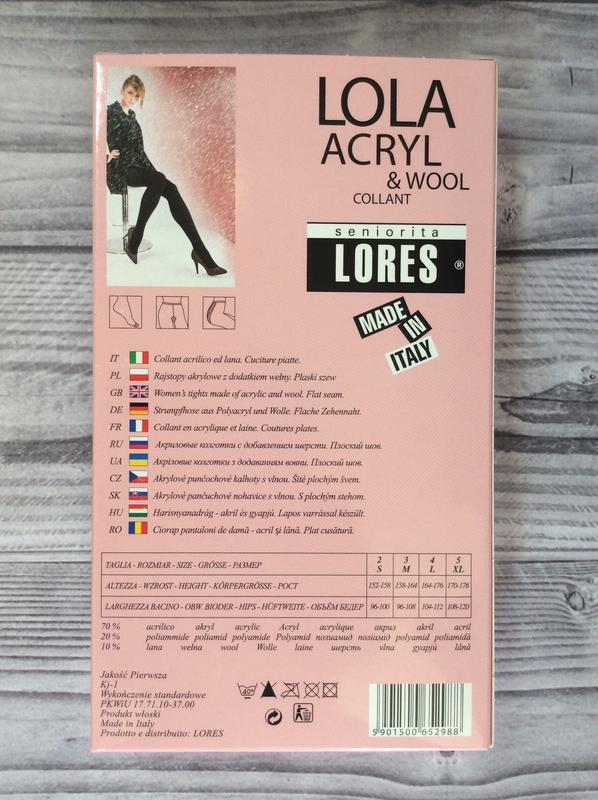 LOLA
ACRYL
& WOOL
COLLANT
seniorita
LORES ®
MADE
IN
ITALY
IT Collant acrilico ed lana. Cuciture piatte.
PL Rajstopy akrylowe z dodatkiem wełny. Płaski szew
GB Women's tights made of acrylic and wool. Flat seam.
DE Strumpfhose aus Polyacryl und Wolle. Flache Zehennaht.
FR Collant en acrylique et laine. Coutures plates.
RU Акриловые колготки с добавлением шерсти. Плоский шов.
UA Акріловие колготки з додаванням вовни. Плоский шов.
CZ Akrylové punčochové kalhoty s vlnou. Šité plochým švem.
SK Akrylové pančuchové nohavice s vlnou. S plochým stehom.
HU Harisnyanadrág - akril és gyapjú. Lapos varrással készült.
RO Ciorap pantaloni de damă - acril şi lână. Plat cusătură.
TAGLIA - ROZMIAR - SIZE - GRÖSSE - РАЗМЕР 2 S 3 M 4 L 5 XL
ALTEZZA - WZROST - HEIGHT - KÖRPERGRÖSSE - РОСТ 152-158 158-164 164-176 170-176
LARGHEZZA BACINO - OBW. BIODER - HIPS - HÜFTWEITE - ОБЪЁМ БЕДЕР 96-100 96-108 104-112 108-120
70 % acrilico akryl acrylic Acryl acrylique акрил akril acril
20 % poliammide poliamid polyamide Polyamid полиамид поліамід polyamid poliamidă
10 % lana wełna wool Wolle laine шерсть vlna gyapjú lână
Jakość Pierwsza
Kj-1
Wykończenie standardowe
PKWiU 17.71.10-37.00
Produkt włoski
Made in Italy
Prodotto e distribuito: LORES
40°
5 901500 652988